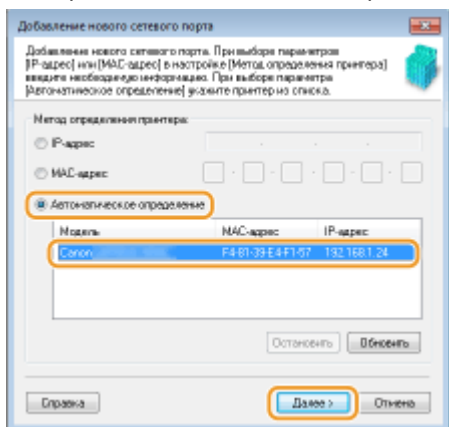 Добавление нового сетевого порта
Добавление нового сетевого порта. При выборе параметров
[IP-адрес] или [MAC-адрес] в настройке [Метод определения принтера]
введите необходимую информацию. При выборе параметра
[Автоматическое определение] укажите принтер из списка.
Метод определения принтера:
IP-адрес:
MAC-адрес:
Автоматическое определение
Модель MAC-адрес IP-адрес
Canon F4-81-39-E4-F1-57 192.168.1.24
Остановить Обновить
Справка Далее > Отмена